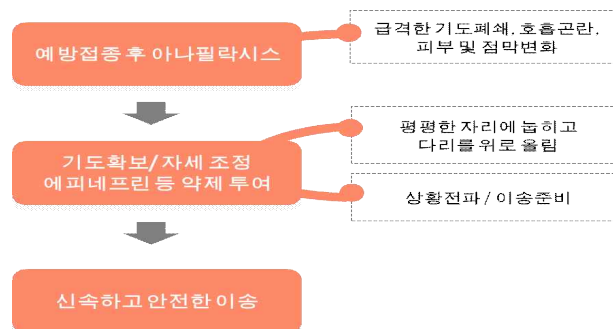 예방접종 후 아나필락시스
급격한 기도폐쇄, 호흡곤란,
피부 및 점막변화
기도확보/ 자세 조정
에피네프린 등 약제 투여
평평한 자리에 눕히고
다리를 위로 올림
상황전파 / 이송준비
신속하고 안전한 이송